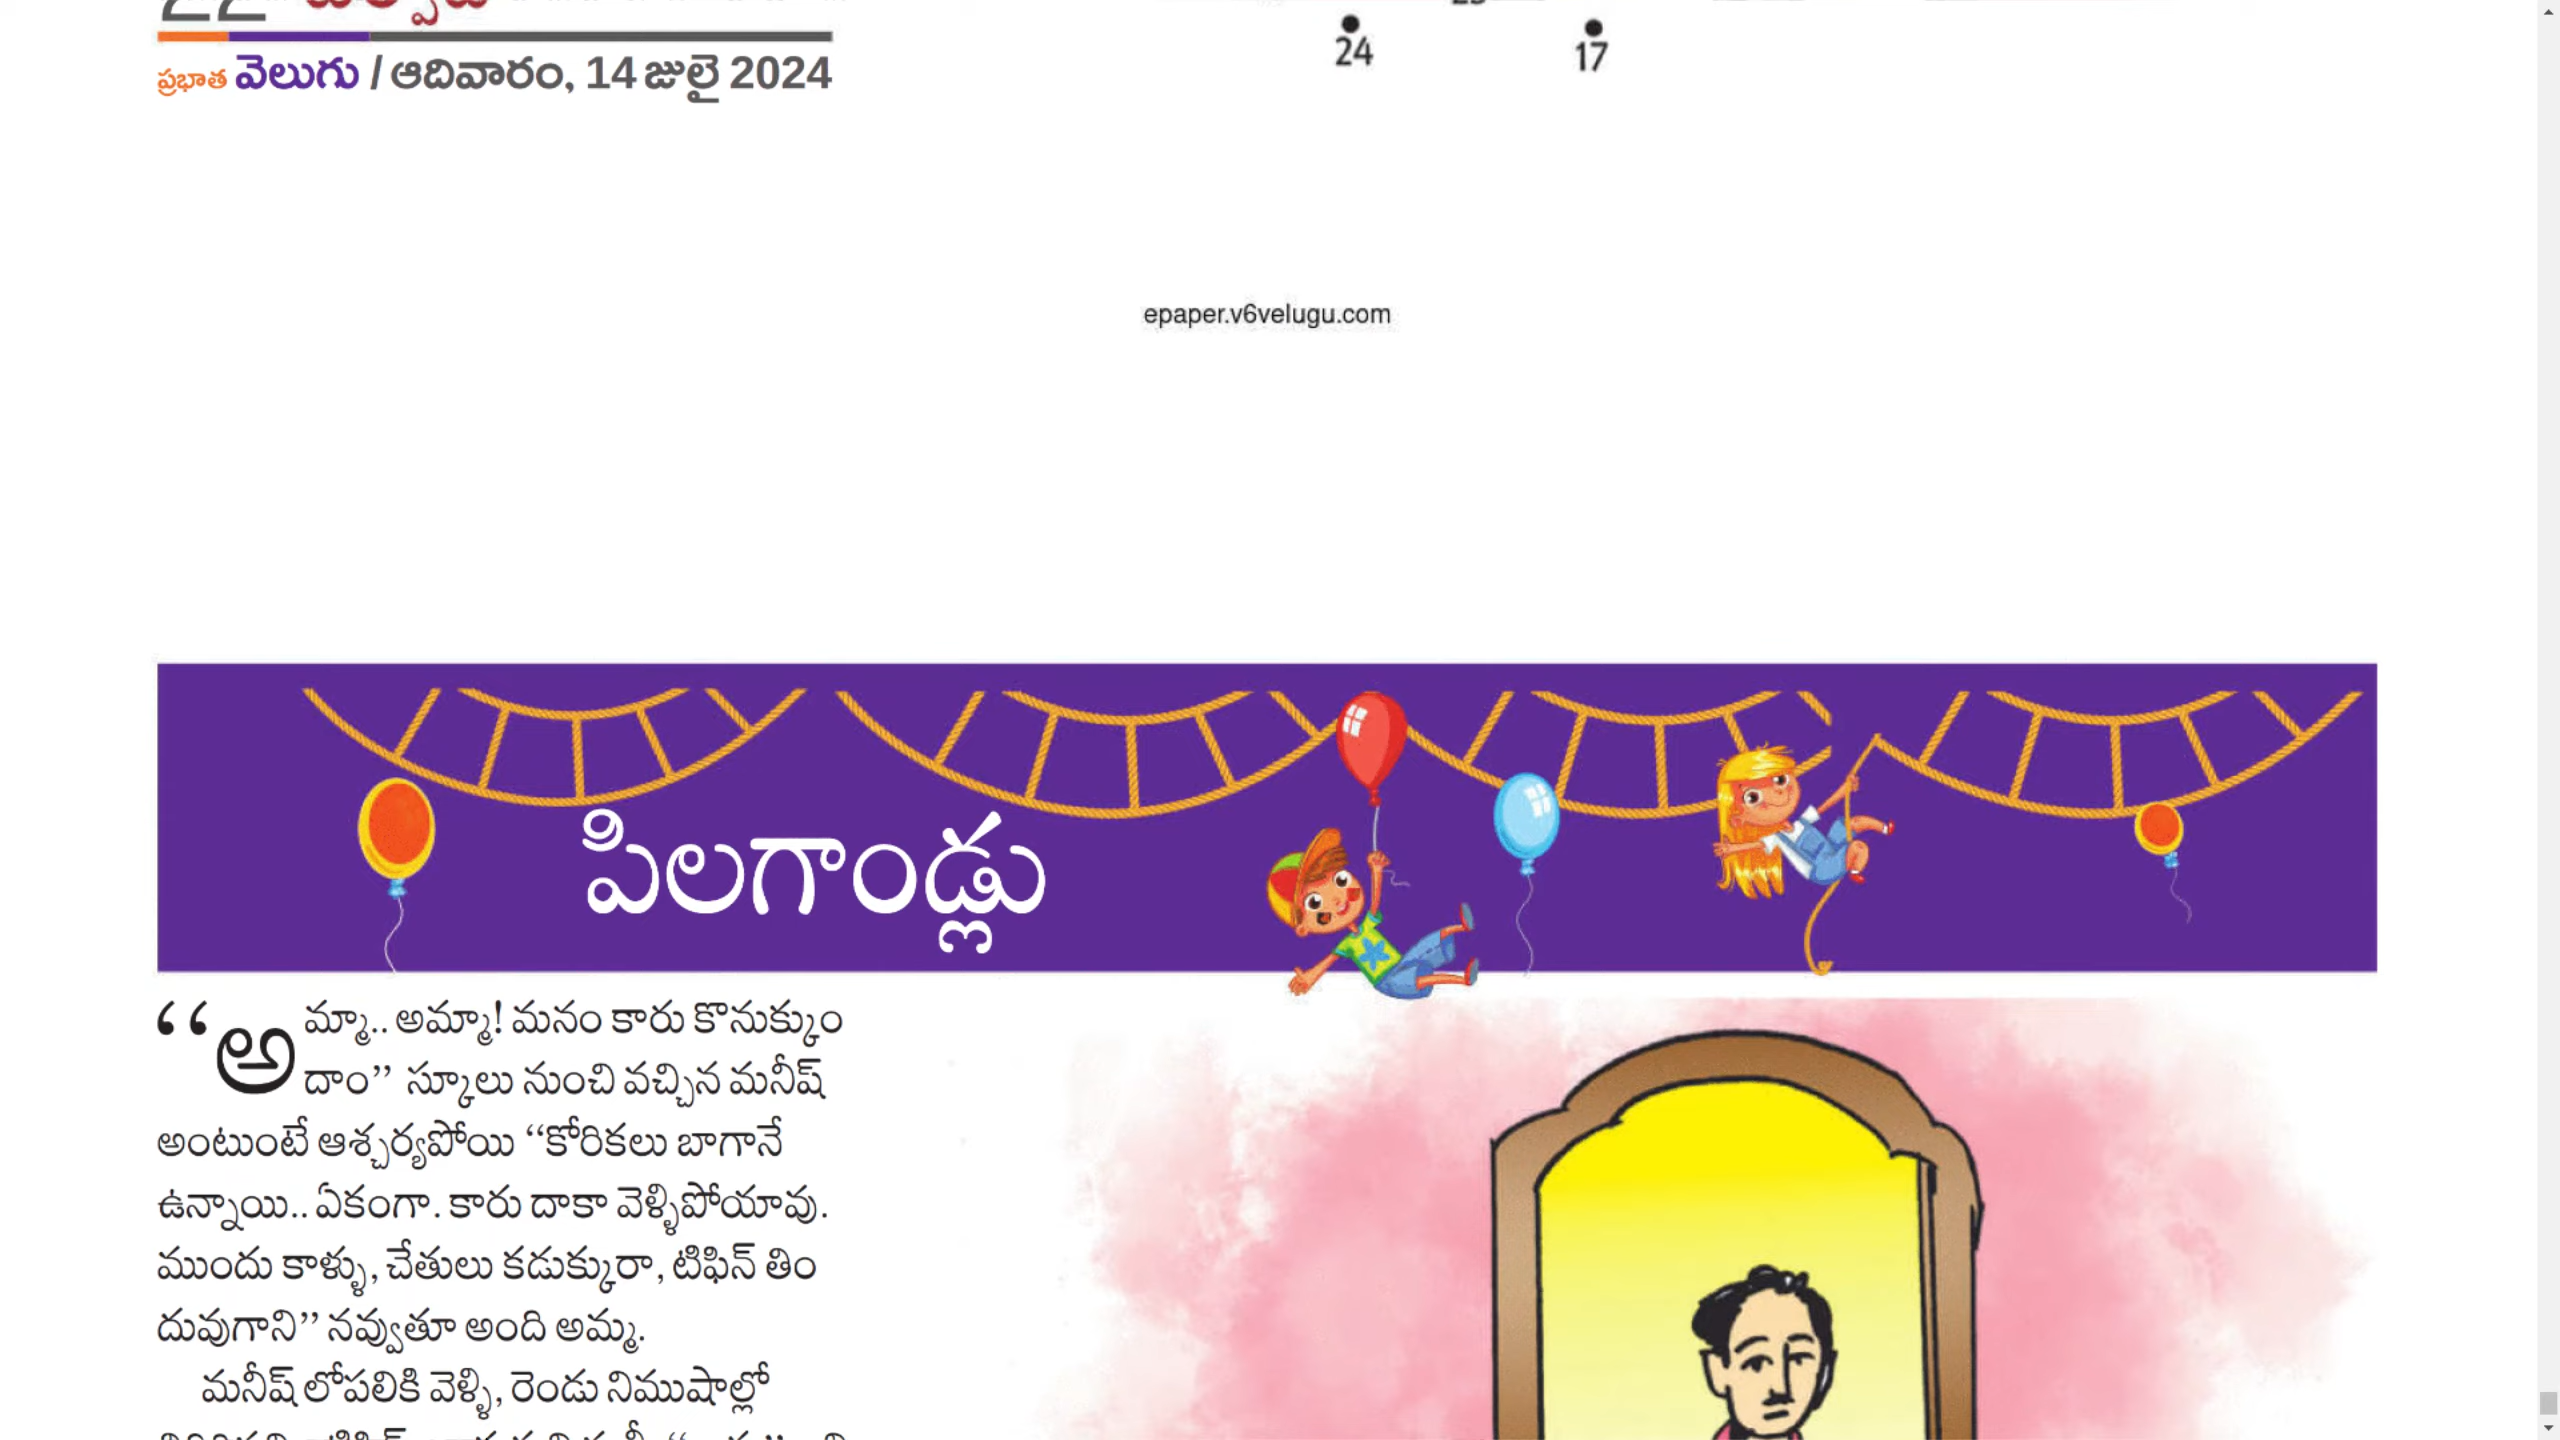 24
17
ప్రభాత వెలుగు / ఆదివారం, 14 జులై 2024
epaper.v6velugu.com
పిలగాండ్లు
“అమ్మా.. అమ్మా! మనం కారు కొనుక్కుం
దాం” స్కూలు నుంచి వచ్చిన మనీష్
అంటుంటే ఆశ్చర్యపోయి “కోరికలు బాగానే
ఉన్నాయి.. ఏకంగా. కారు దాకా వెళ్ళిపోయావు.
ముందు కాళ్ళు, చేతులు కడుక్కురా, టిఫిన్ తిం
దువుగాని” నవ్వుతూ అంది అమ్మ.
మనీష్ లోపలికి వెళ్ళి, రెండు నిముషాల్లో